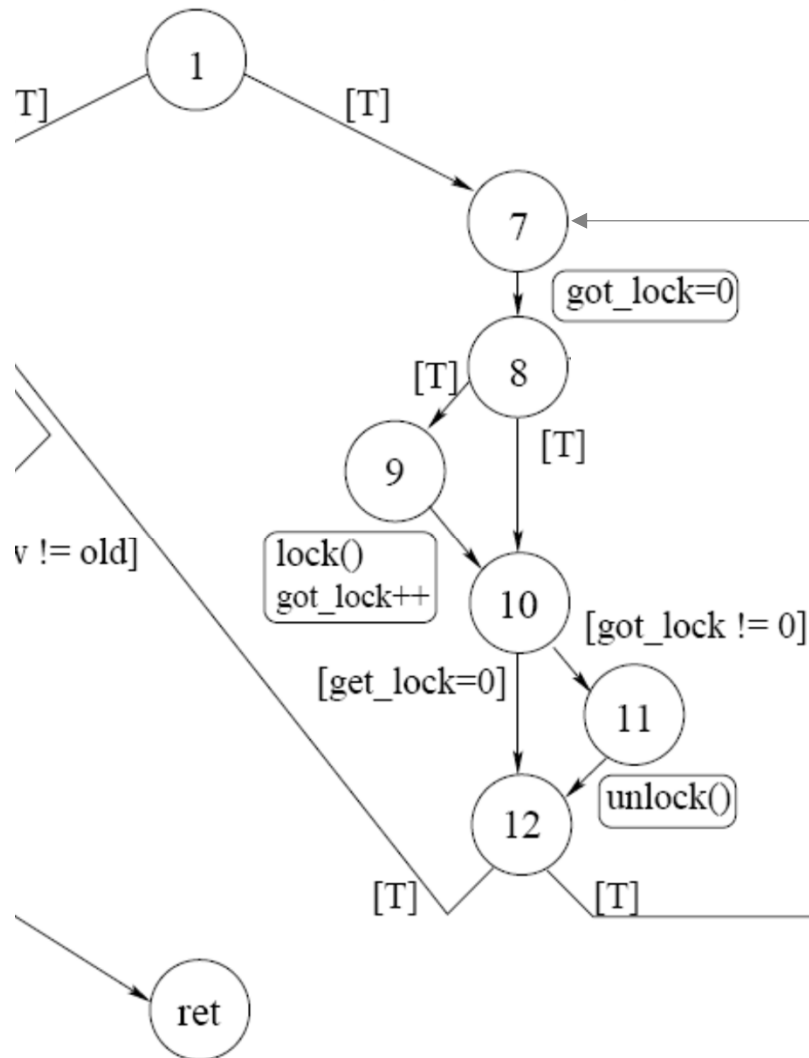 1
T]
[T]
7
got_lock=0
8
[T]
[T]
9
lock()
got_lock++
!= old]
10
[got_lock != 0]
[get_lock=0]
11
unlock()
12
[T]
[T]
ret